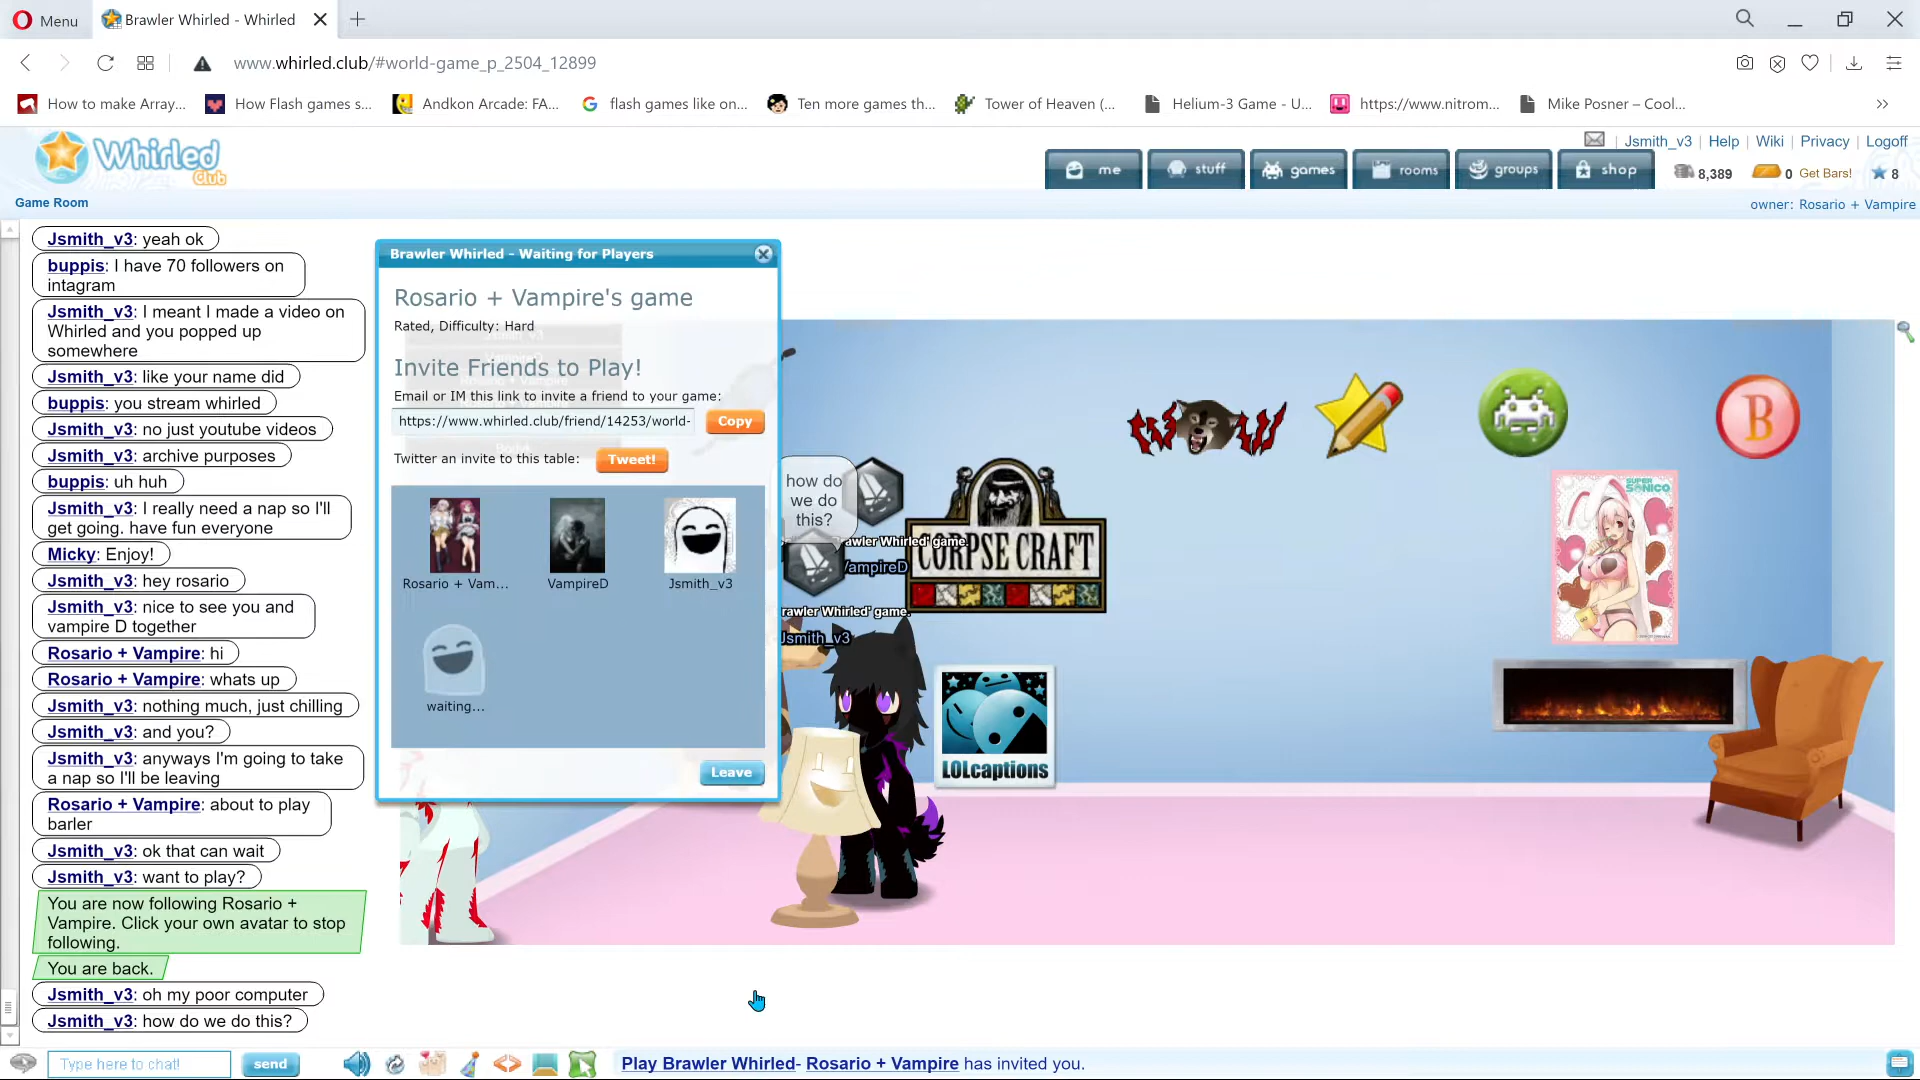 Menu
Brawler Whirled - Whirled
www.whirled.club/#world-game_p_2504_12899
How to make Array...
How Flash games s...
Andkon Arcade: FA...
flash games like on...
Ten more games th...
Tower of Heaven (...
Helium-3 Game - U...
https://www.nitrom...
Mike Posner – Cool...
Whirled
Club
Jsmith_v3 | Help | Wiki | Privacy | Logoff
me
stuff
games
rooms
groups
shop
8,389
0 Get Bars!
8
Game Room
owner: Rosario + Vampire
Jsmith_v3: yeah ok
buppis: I have 70 followers on
intagram
Jsmith_v3: I meant I made a video on
Whirled and you popped up
somewhere
Jsmith_v3: like your name did
buppis: you stream whirled
Jsmith_v3: no just youtube videos
Jsmith_v3: archive purposes
buppis: uh huh
Jsmith_v3: I really need a nap so I'll
get going. have fun everyone
Micky: Enjoy!
Jsmith_v3: hey rosario
Jsmith_v3: nice to see you and
vampire D together
Rosario + Vampire: hi
Rosario + Vampire: whats up
Jsmith_v3: nothing much, just chilling
Jsmith_v3: and you?
Jsmith_v3: anyways I'm going to take
a nap so I'll be leaving
Rosario + Vampire: about to play
barler
Jsmith_v3: ok that can wait
Jsmith_v3: want to play?
You are now following Rosario +
Vampire. Click your own avatar to stop
following.
You are back.
Jsmith_v3: oh my poor computer
Jsmith_v3: how do we do this?
Brawler Whirled - Waiting for Players
Rosario + Vampire's game
Rated, Difficulty: Hard
Invite Friends to Play!
Email or IM this link to invite a friend to your game:
https://www.whirled.club/friend/14253/world-
Copy
Twitter an invite to this table:
Tweet!
Rosario + Vam...
VampireD
Jsmith_v3
waiting...
Leave
how do
we do
this?
awler Whirled' game.
VampireD
rawler Whirled' game.
Jsmith_v3
CORPSE CRAFT
LOLcaptions
WOW
B
SUPER
SONICO
Type here to chat!
send
Play Brawler Whirled- Rosario + Vampire has invited you.